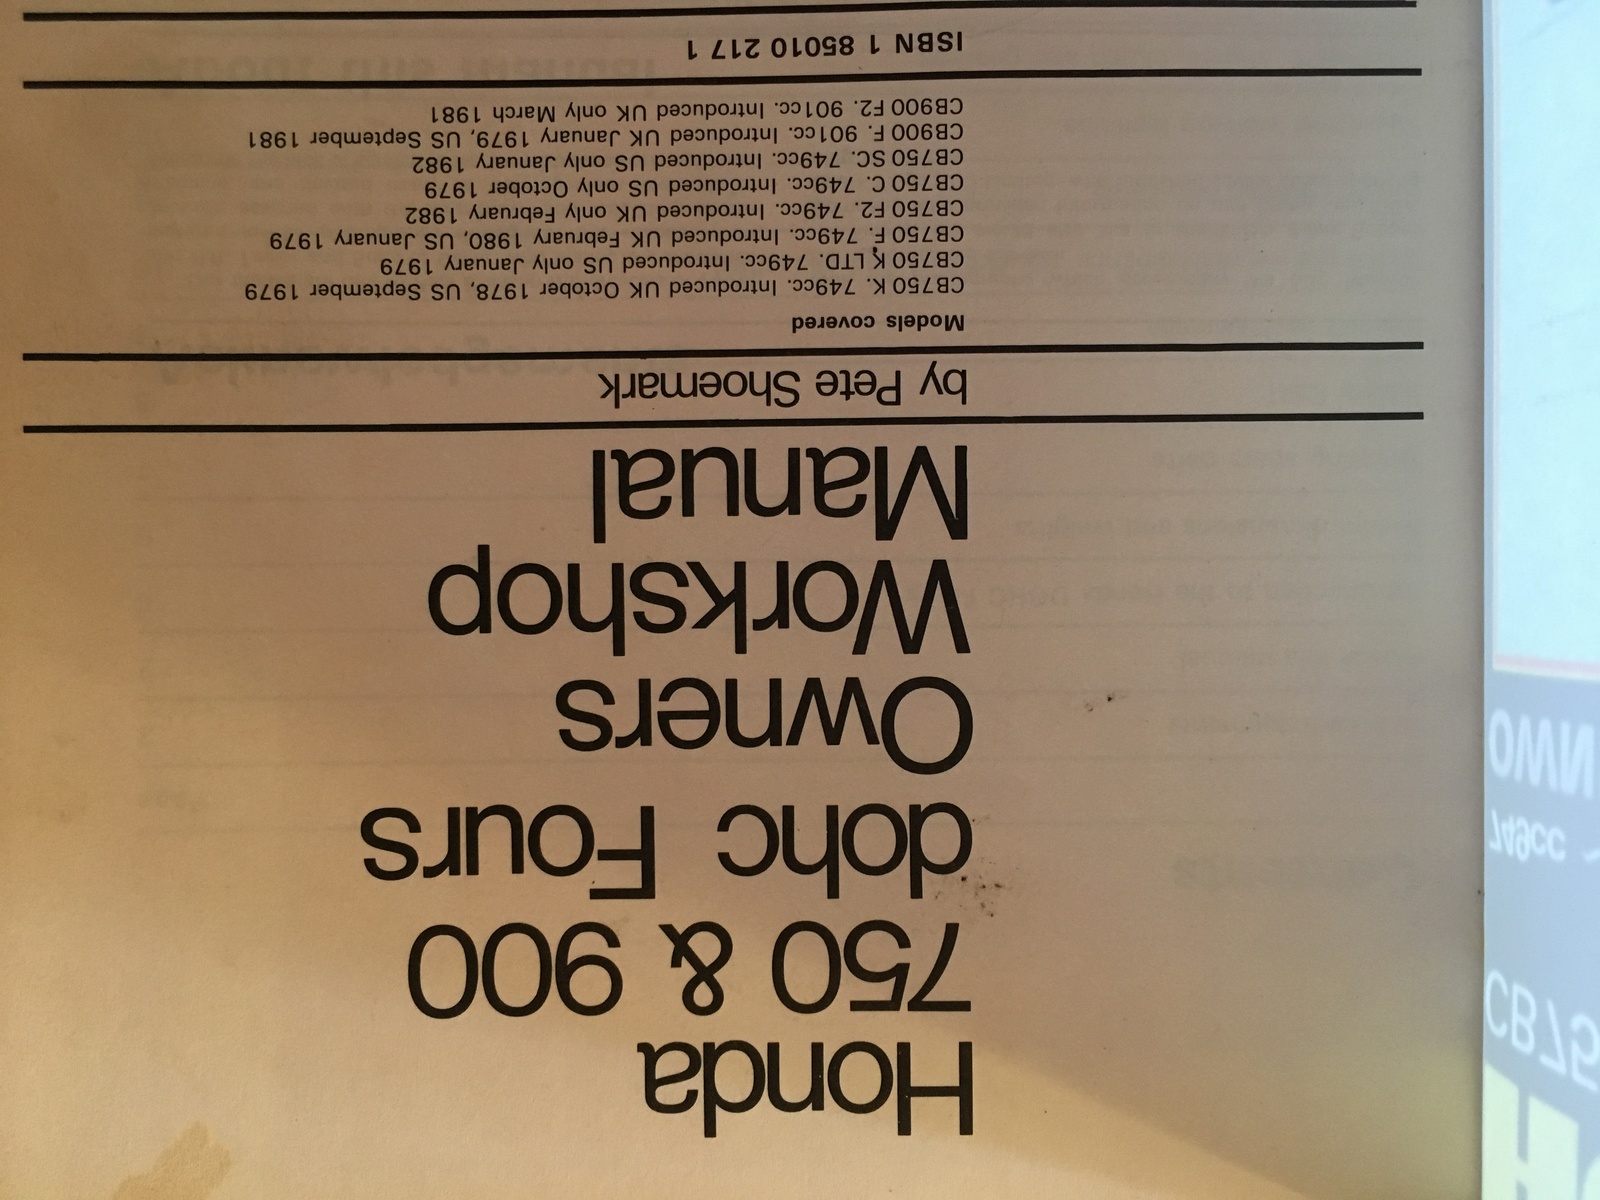 Honda
750 & 900
dohc Fours
Owners
Workshop
Manual
by Pete Shoemark
Models covered
CB750 K. 749cc. Introduced UK October 1978, US September 1979
CB750 K LTD. 749cc. Introduced US only January 1979
CB750 F. 749cc. Introduced UK February 1980, US January 1979
CB750 F2. 749cc. Introduced UK only February 1982
CB750 C. 749cc. Introduced US only October 1979
CB750 SC. 749cc. Introduced US only January 1982
CB900 F. 901cc. Introduced UK January 1979, US September 1981
CB900 F2. 901cc. Introduced UK only March 1981
ISBN 1 85010 217 1
HO
CB75
749cc
OWN